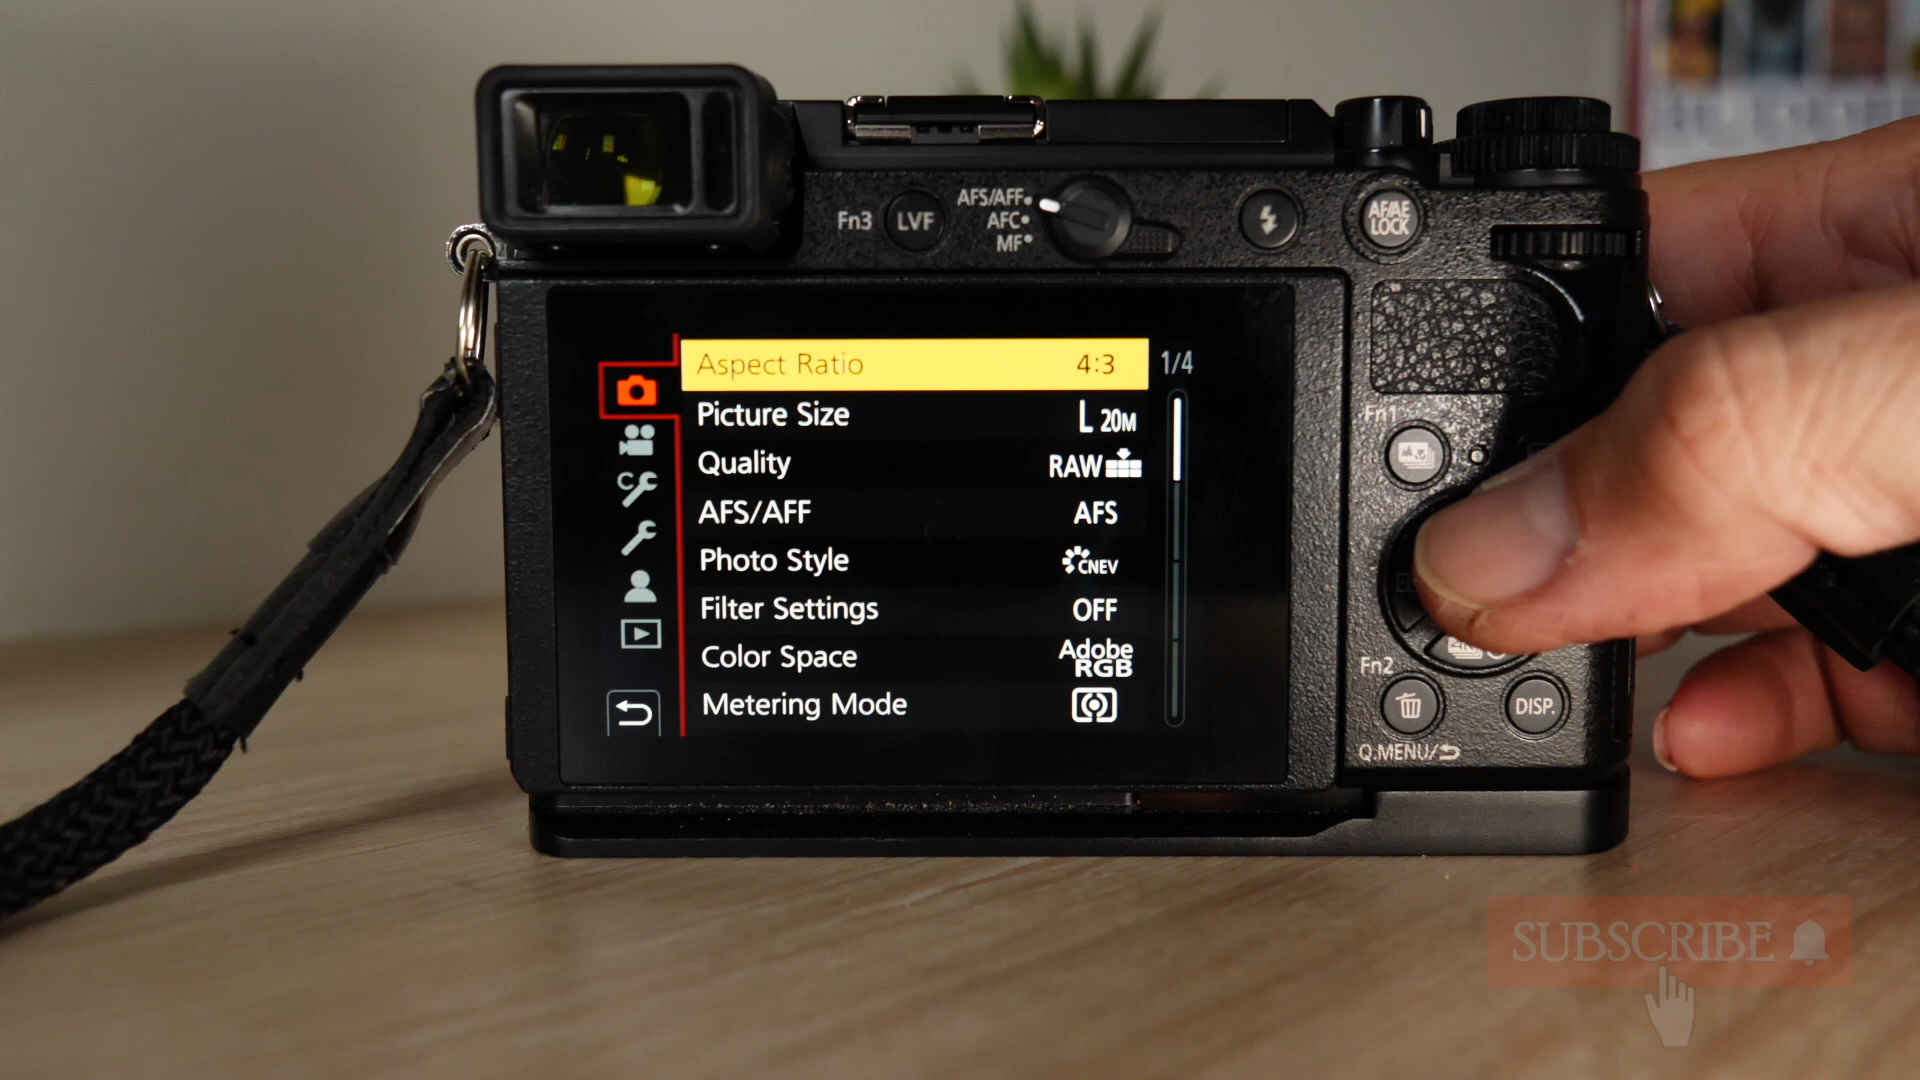 AFS/AFF
Fn3 LVF AFC
MF
AF/AE
LOCK
Aspect Ratio 4:3 1/4
Picture Size L 20M
Quality RAW
AFS/AFF AFS
Photo Style CNEV
Filter Settings OFF
Color Space Adobe RGB
Metering Mode
C
Fn1
Fn2
DISP.
Q.MENU/
SUBSCRIBE